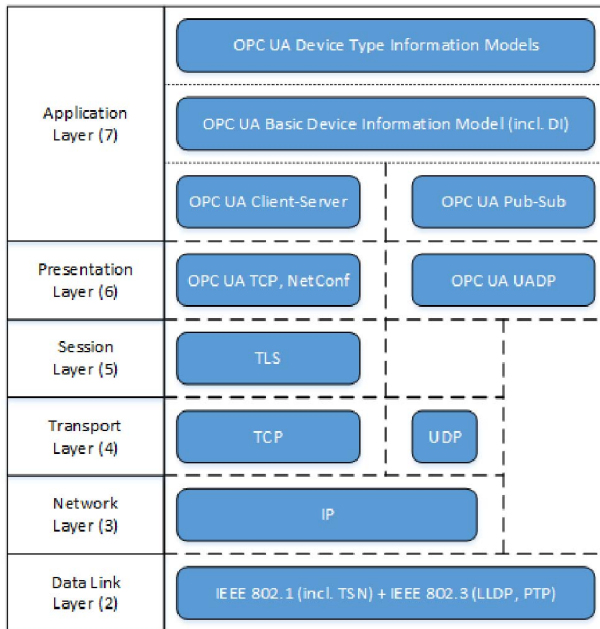 OPC UA Device Type Information Models
Application
Layer (7)
OPC UA Basic Device Information Model (incl. DI)
OPC UA Client-Server
OPC UA Pub-Sub
Presentation
Layer (6)
OPC UA TCP, NetConf
OPC UA UADP
Session
Layer (5)
TLS
Transport
Layer (4)
TCP
UDP
Network
Layer (3)
IP
Data Link
Layer (2)
IEEE 802.1 (incl. TSN) + IEEE 802.3 (LLDP, PTP)